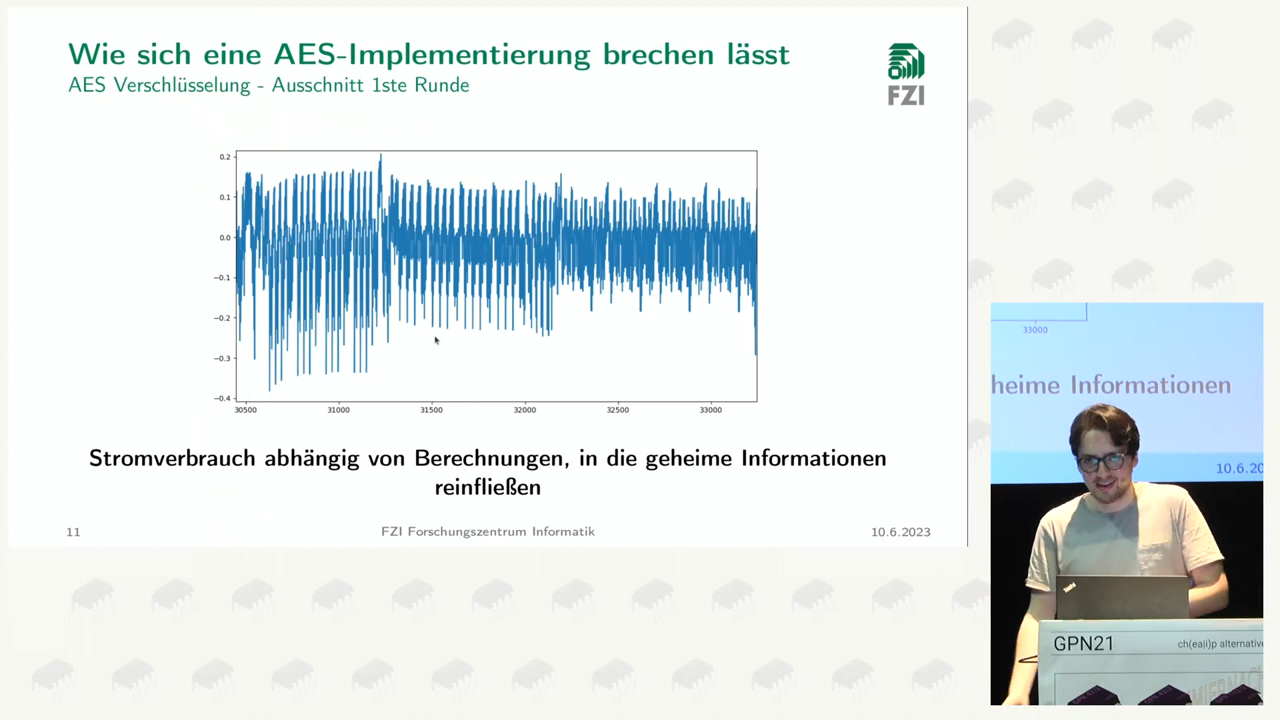 Wie sich eine AES-Implementierung brechen lässt
AES Verschlüsselung - Ausschnitt 1ste Runde
FZI
0.2
0.1
0.0
−0.1
−0.2
−0.3
−0.4
30500 31000 31500 32000 32500 33000
Stromverbrauch abhängig von Berechnungen, in die geheime Informationen
reinfließen
11 FZI Forschungszentrum Informatik 10.6.2023
33000
heime Informationen
10.6.20
GPN21 ch(ea|i)p alternativ